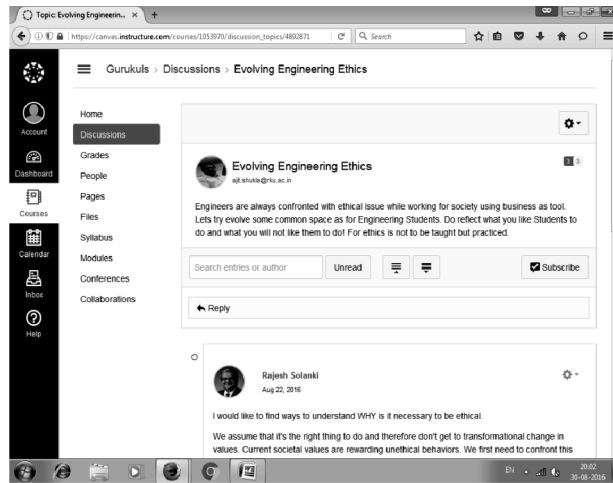 Topic: Evolving Engineerin...
https://canvas.instructure.com/courses/1053970/discussion_topics/4892871
Search
Gurukuls > Discussions > Evolving Engineering Ethics
Account
Dashboard
Courses
Calendar
Inbox
Help
Home
Discussions
Grades
People
Pages
Files
Syllabus
Modules
Conferences
Collaborations
Evolving Engineering Ethics
3 3
ajit.shukla@rku.ac.in
Engineers are always confronted with ethical issue while working for society using business as tool.
Lets try evolve some common space as for Engineering Students. Do reflect what you like Students to
do and what you will not like them to do! For ethics is not to be taught but practiced.
Search entries or author
Unread
Subscribe
Reply
Rajesh Solanki
Aug 22, 2016
I would like to find ways to understand WHY is it necessary to be ethical.
We assume that it's the right thing to do and therefore don't get to transformational change in
values. Current societal values are rewarding unethical behaviors. We first need to confront this
EN
20:02
30-08-2016